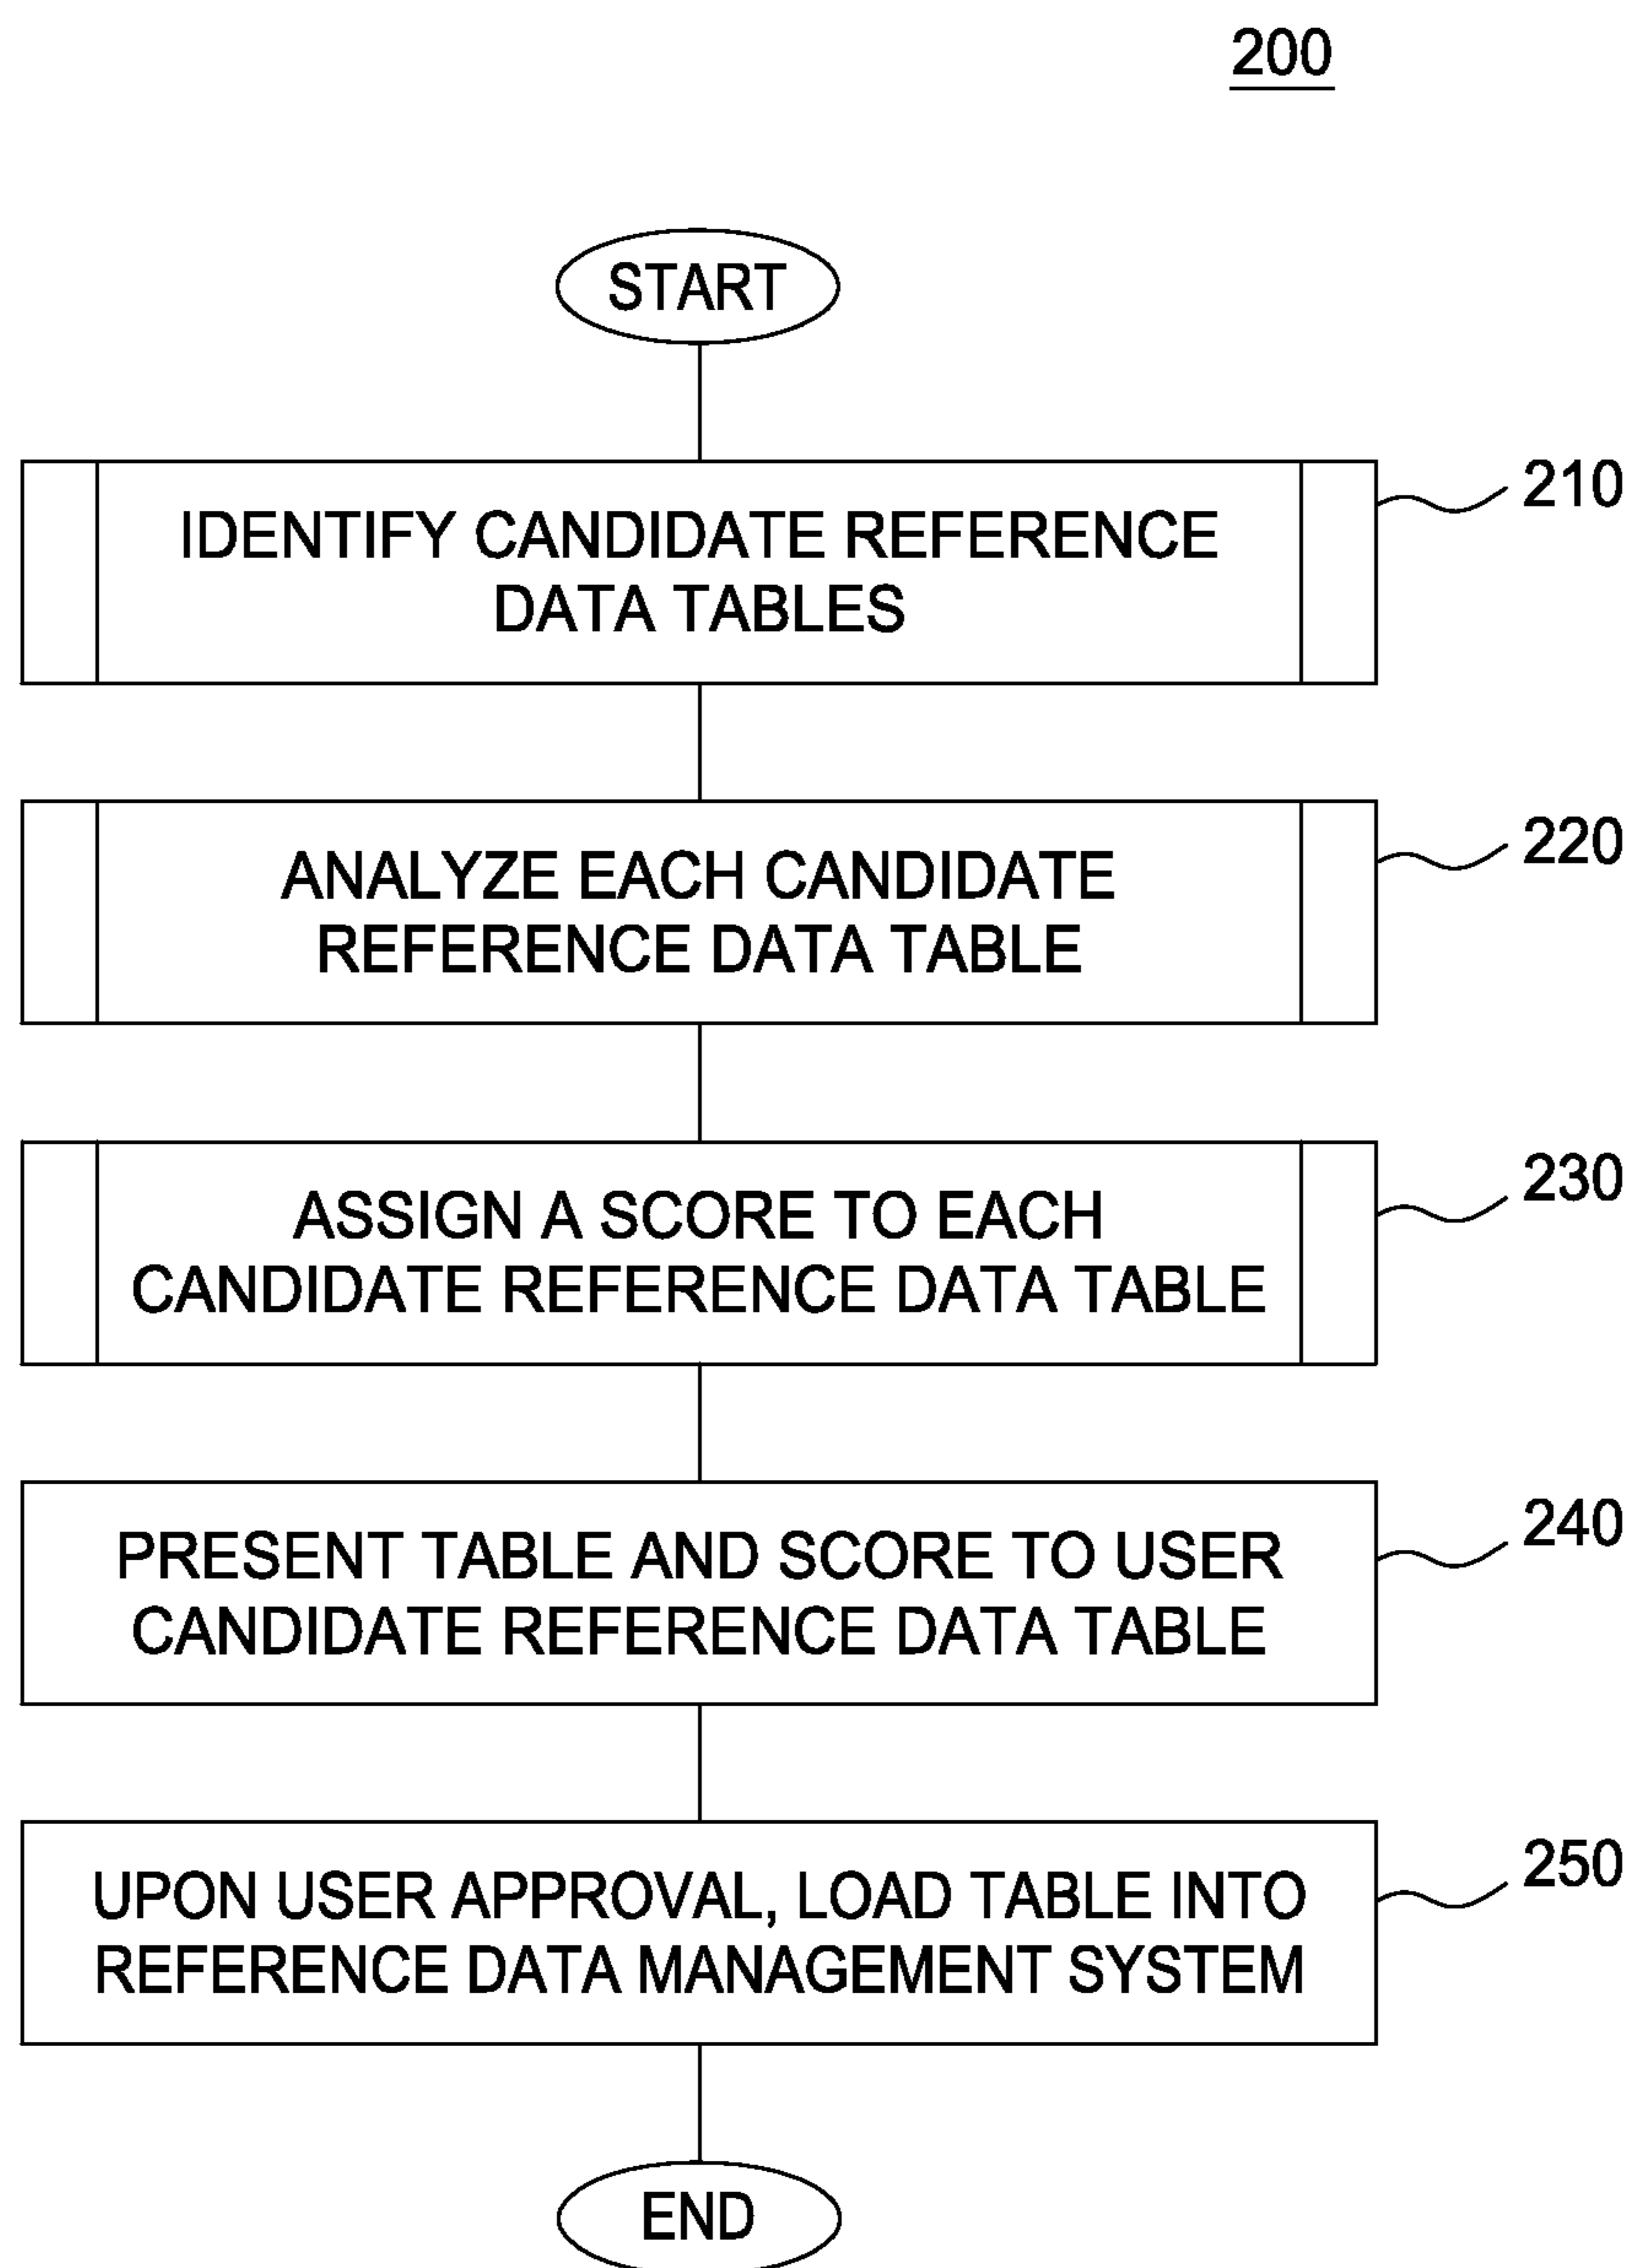 200
START
IDENTIFY CANDIDATE REFERENCE
DATA TABLES
210
ANALYZE EACH CANDIDATE
REFERENCE DATA TABLE
220
ASSIGN A SCORE TO EACH
CANDIDATE REFERENCE DATA TABLE
230
PRESENT TABLE AND SCORE TO USER
CANDIDATE REFERENCE DATA TABLE
240
UPON USER APPROVAL, LOAD TABLE INTO
REFERENCE DATA MANAGEMENT SYSTEM
250
END